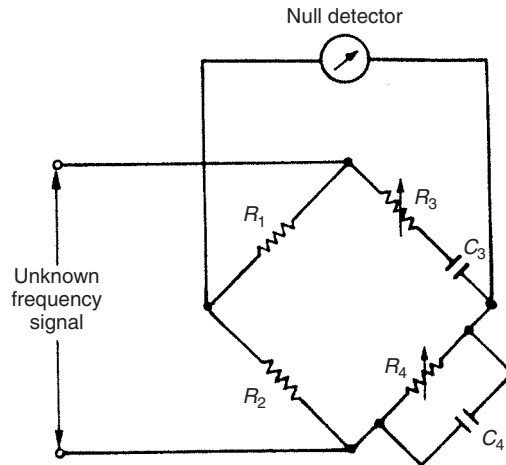 Null detector
R1
R3
C3
Unknown
frequency
signal
R2
R4
C4